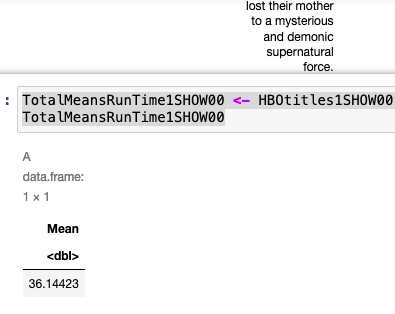 lost their mother
to a mysterious
and demonic
supernatural
force.
: TotalMeansRunTime1SHOW00 <- HBOtitles1SHOW00
TotalMeansRunTime1SHOW00
A
data.frame:
1 × 1
Mean
<dbl>
36.14423